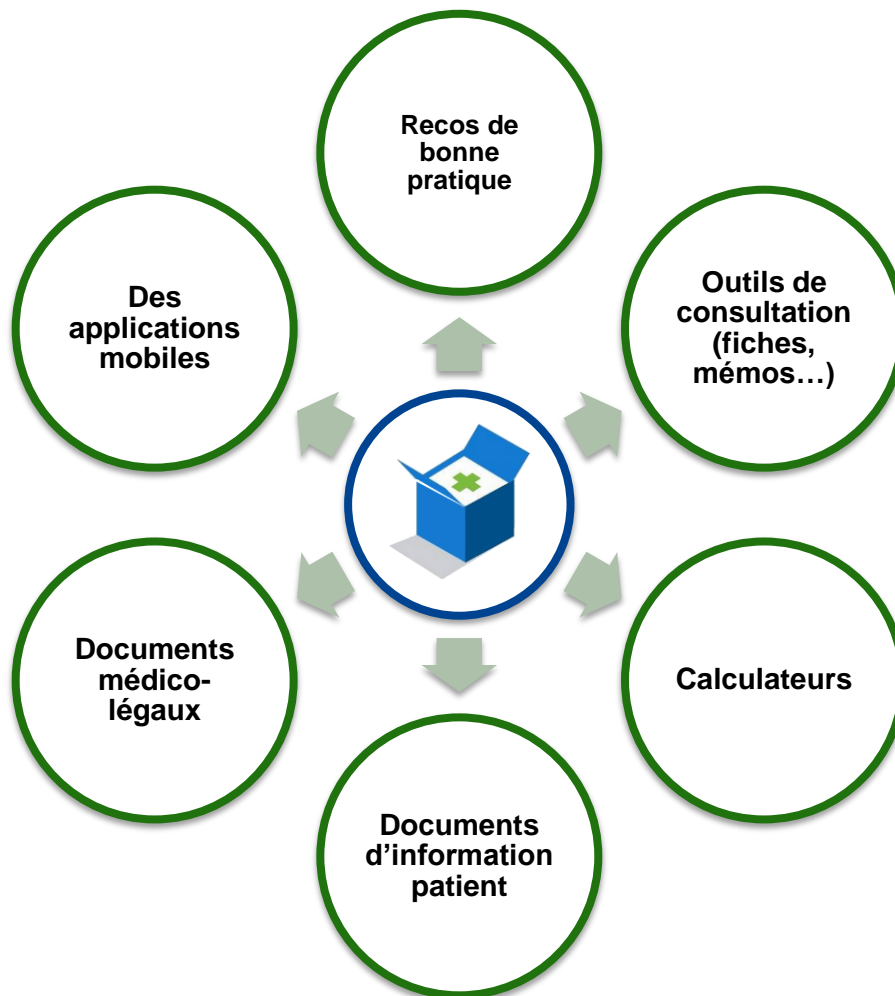 Recos de
bonne
pratique
Des
applications
mobiles
Outils de
consultation
(fiches,
mémos…)
Documents
médico-
légaux
Calculateurs
Documents
d’information
patient